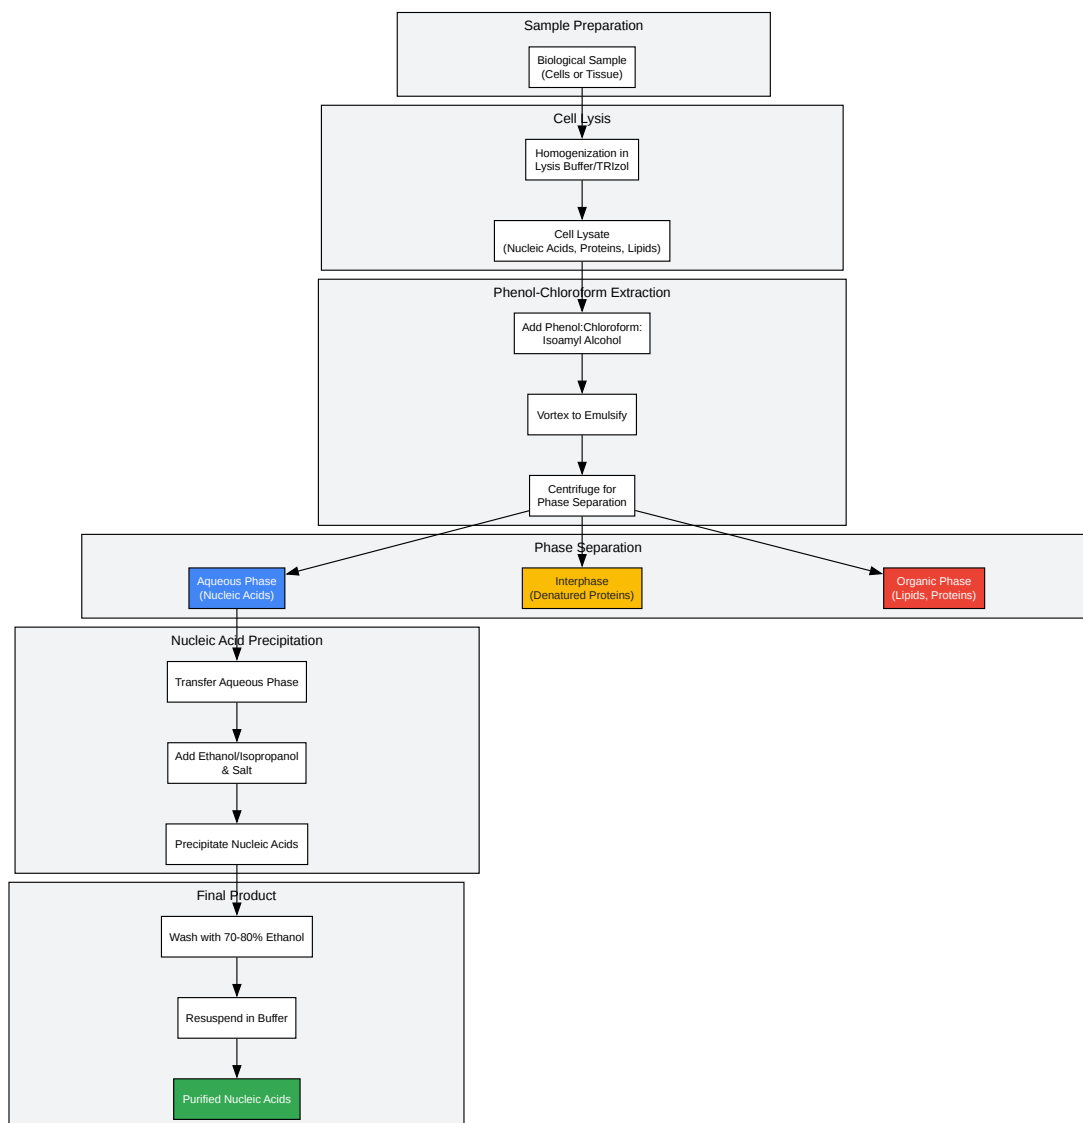 Sample Preparation
Biological Sample
(Cells or Tissue)
Cell Lysis
Homogenization in
Lysis Buffer/TRIzol
Cell Lysate
(Nucleic Acids, Proteins, Lipids)
Phenol-Chloroform Extraction
Add Phenol:Chloroform:
Isoamyl Alcohol
Vortex to Emulsify
Centrifuge for
Phase Separation
Phase Separation
Aqueous Phase
(Nucleic Acids)
Interphase
(Denatured Proteins)
Organic Phase
(Lipids, Proteins)
Nucleic Acid Precipitation
Transfer Aqueous Phase
Add Ethanol/Isopropanol
& Salt
Precipitate Nucleic Acids
Final Product
Wash with 70-80% Ethanol
Resuspend in Buffer
Purified Nucleic Acids